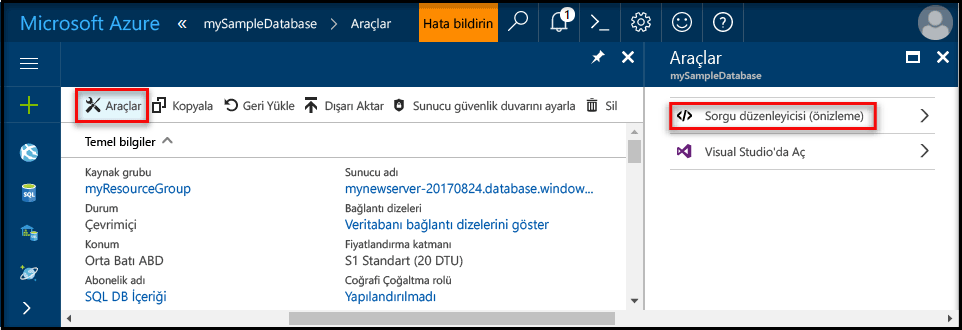 Microsoft Azure « mySampleDatabase > Araçlar Hata bildirin 1
Araçlar
mySampleDatabase
Araçlar Kopyala Geri Yükle Dışarı Aktar Sunucu güvenlik duvarını ayarla Sil
Sorgu düzenleyicisi (önizleme)
Visual Studio'da Aç
Temel bilgiler
Kaynak grubu
myResourceGroup
Durum
Çevrimiçi
Konum
Orta Batı ABD
Abonelik adı
SQL DB İçeriği
Sunucu adı
mynewserver-20170824.database.window...
Bağlantı dizeleri
Veritabanı bağlantı dizelerini göster
Fiyatlandırma katmanı
S1 Standart (20 DTU)
Coğrafi Çoğaltma rolü
Yapılandırılmadı
SQL